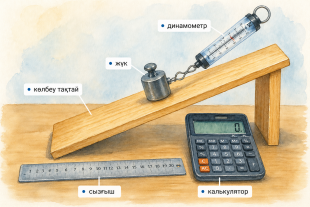 динамометр
жүк
көлбеу тақтай
сызғыш
калькулятор